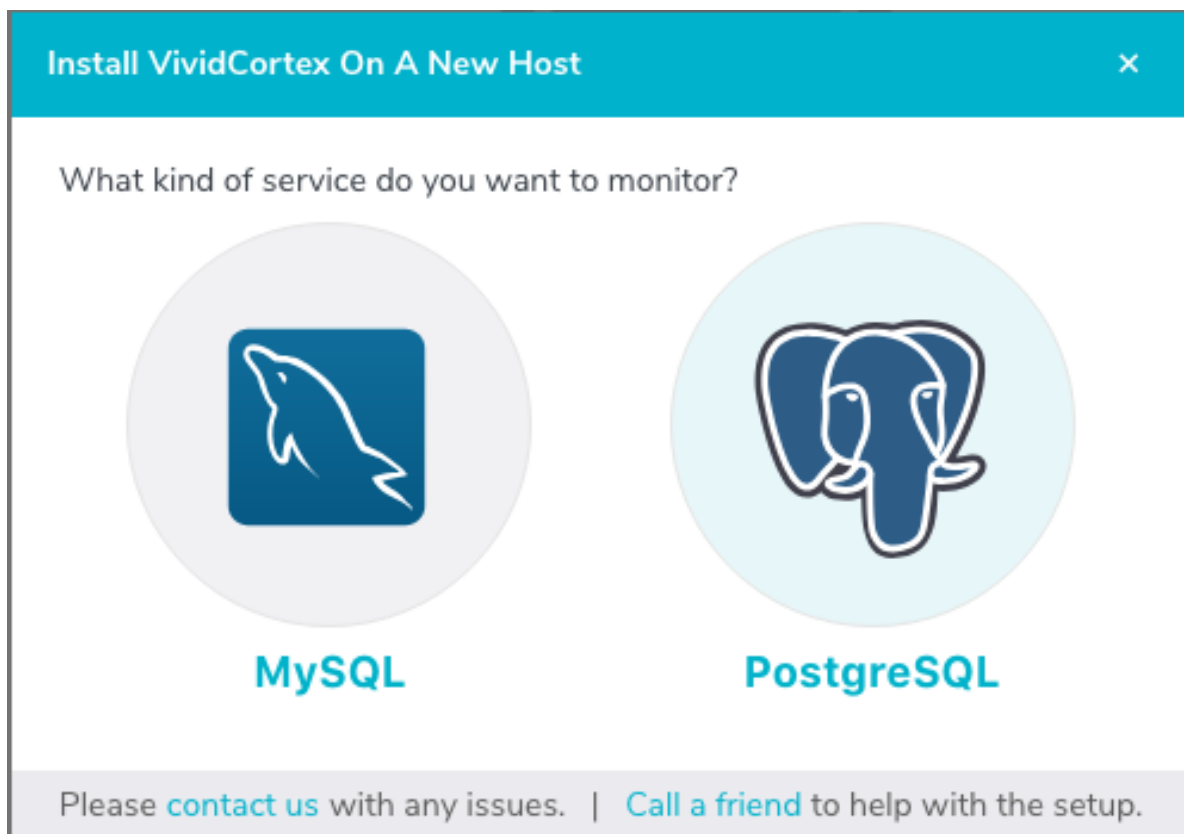 Install VividCortex On A New Host ×
What kind of service do you want to monitor?
MySQL PostgreSQL
Please contact us with any issues. | Call a friend to help with the setup.